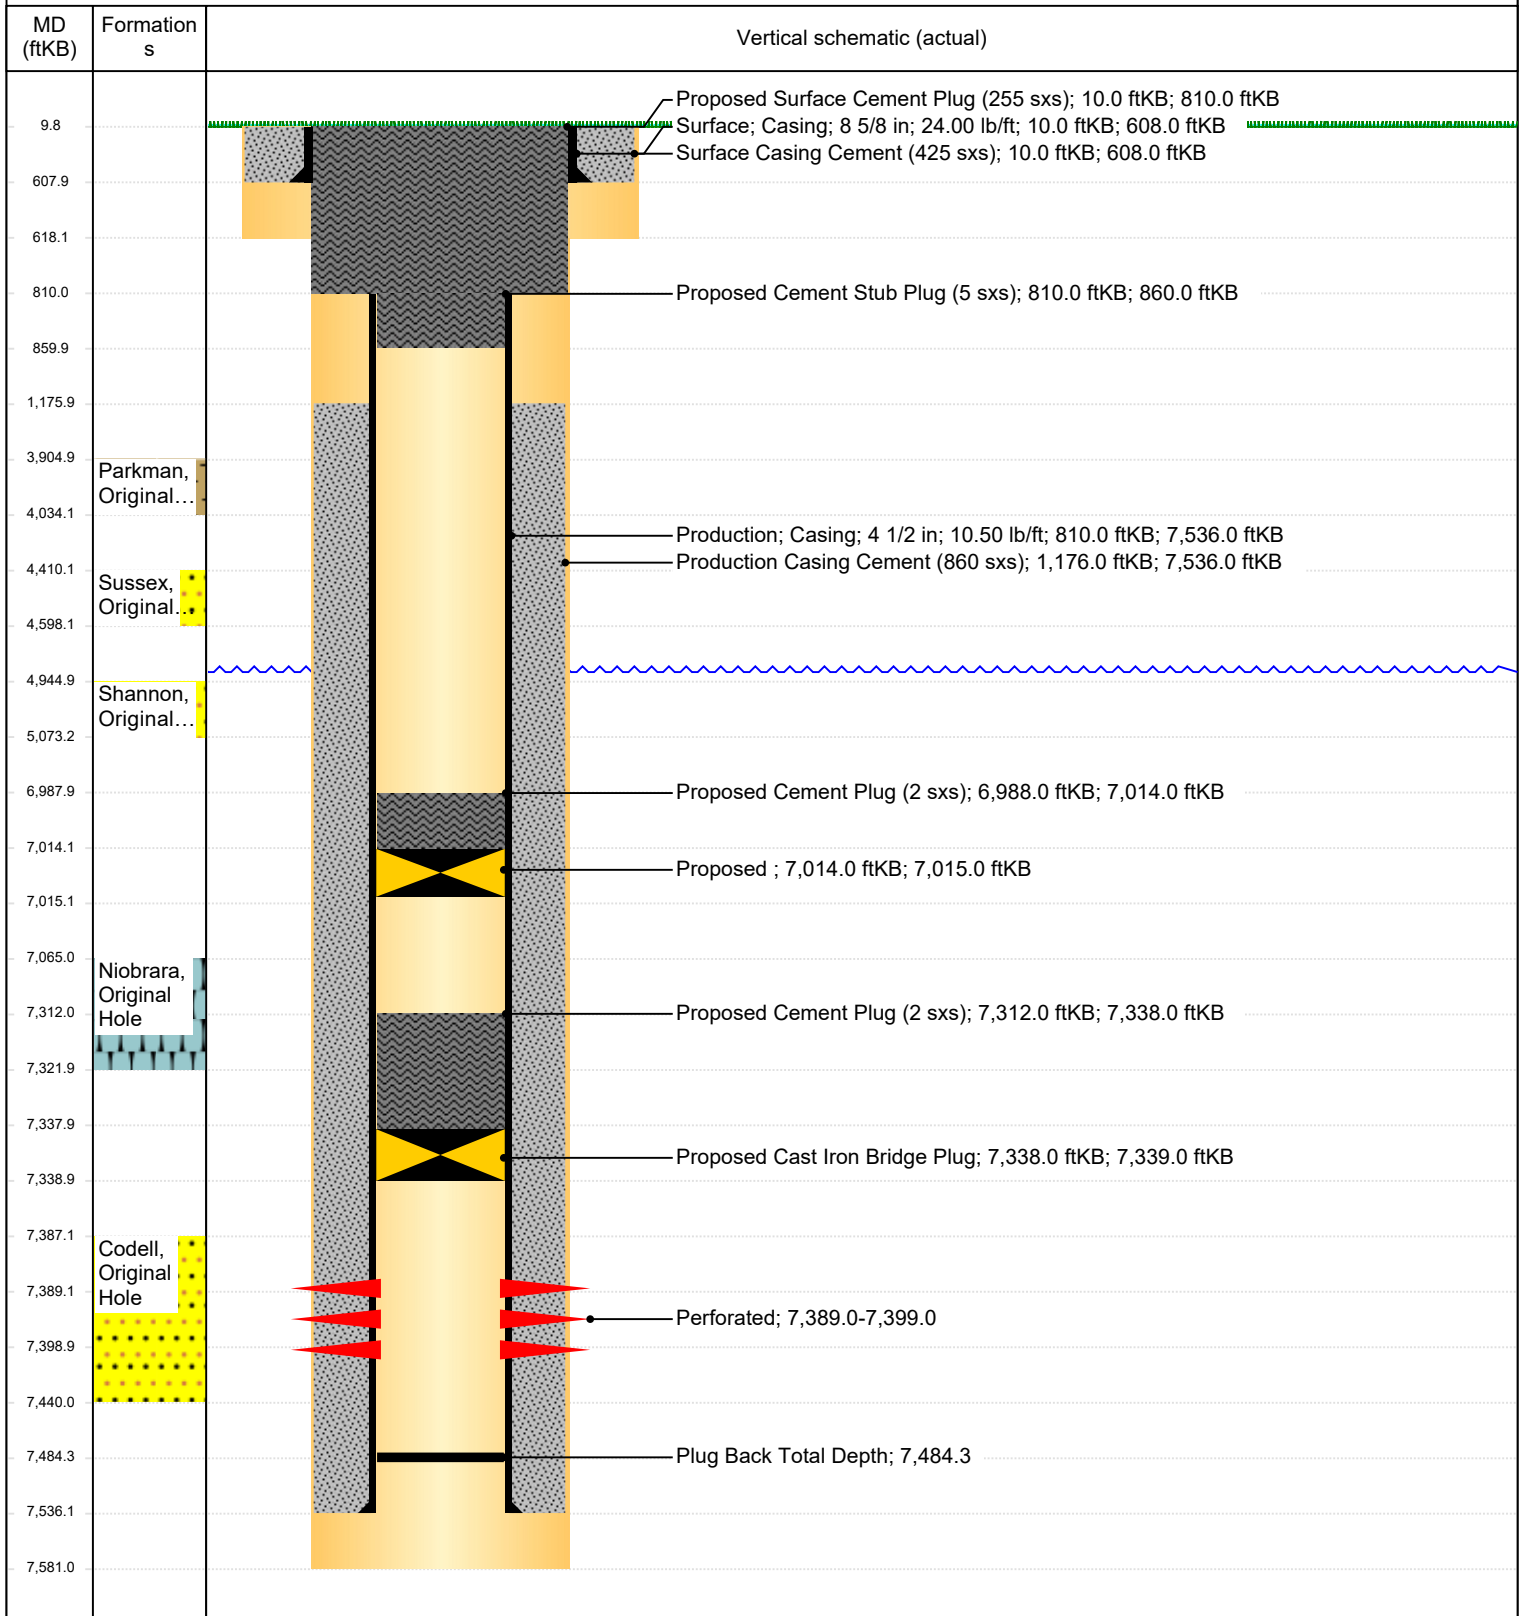 MD
(ftKB)
Formation
s
Vertical schematic (actual)
9.8
607.9
618.1
810.0
859.9
1,175.9
3,904.9
4,034.1
4,410.1
4,598.1
4,944.9
5,073.2
6,987.9
7,014.1
7,015.1
7,065.0
7,312.0
7,321.9
7,337.9
7,338.9
7,387.1
7,389.1
7,398.9
7,440.0
7,484.3
7,536.1
7,581.0
Parkman,
Original...
Sussex,
Original...
Shannon,
Original...
Niobrara,
Original
Hole
Codell,
Original
Hole
Proposed Surface Cement Plug (255 sxs); 10.0 ftKB; 810.0 ftKB
Surface; Casing; 8 5/8 in; 24.00 lb/ft; 10.0 ftKB; 608.0 ftKB
Surface Casing Cement (425 sxs); 10.0 ftKB; 608.0 ftKB
Proposed Cement Stub Plug (5 sxs); 810.0 ftKB; 860.0 ftKB
Production; Casing; 4 1/2 in; 10.50 lb/ft; 810.0 ftKB; 7,536.0 ftKB
Production Casing Cement (860 sxs); 1,176.0 ftKB; 7,536.0 ftKB
Proposed Cement Plug (2 sxs); 6,988.0 ftKB; 7,014.0 ftKB
Proposed ; 7,014.0 ftKB; 7,015.0 ftKB
Proposed Cement Plug (2 sxs); 7,312.0 ftKB; 7,338.0 ftKB
Proposed Cast Iron Bridge Plug; 7,338.0 ftKB; 7,339.0 ftKB
Perforated; 7,389.0-7,399.0
Plug Back Total Depth; 7,484.3